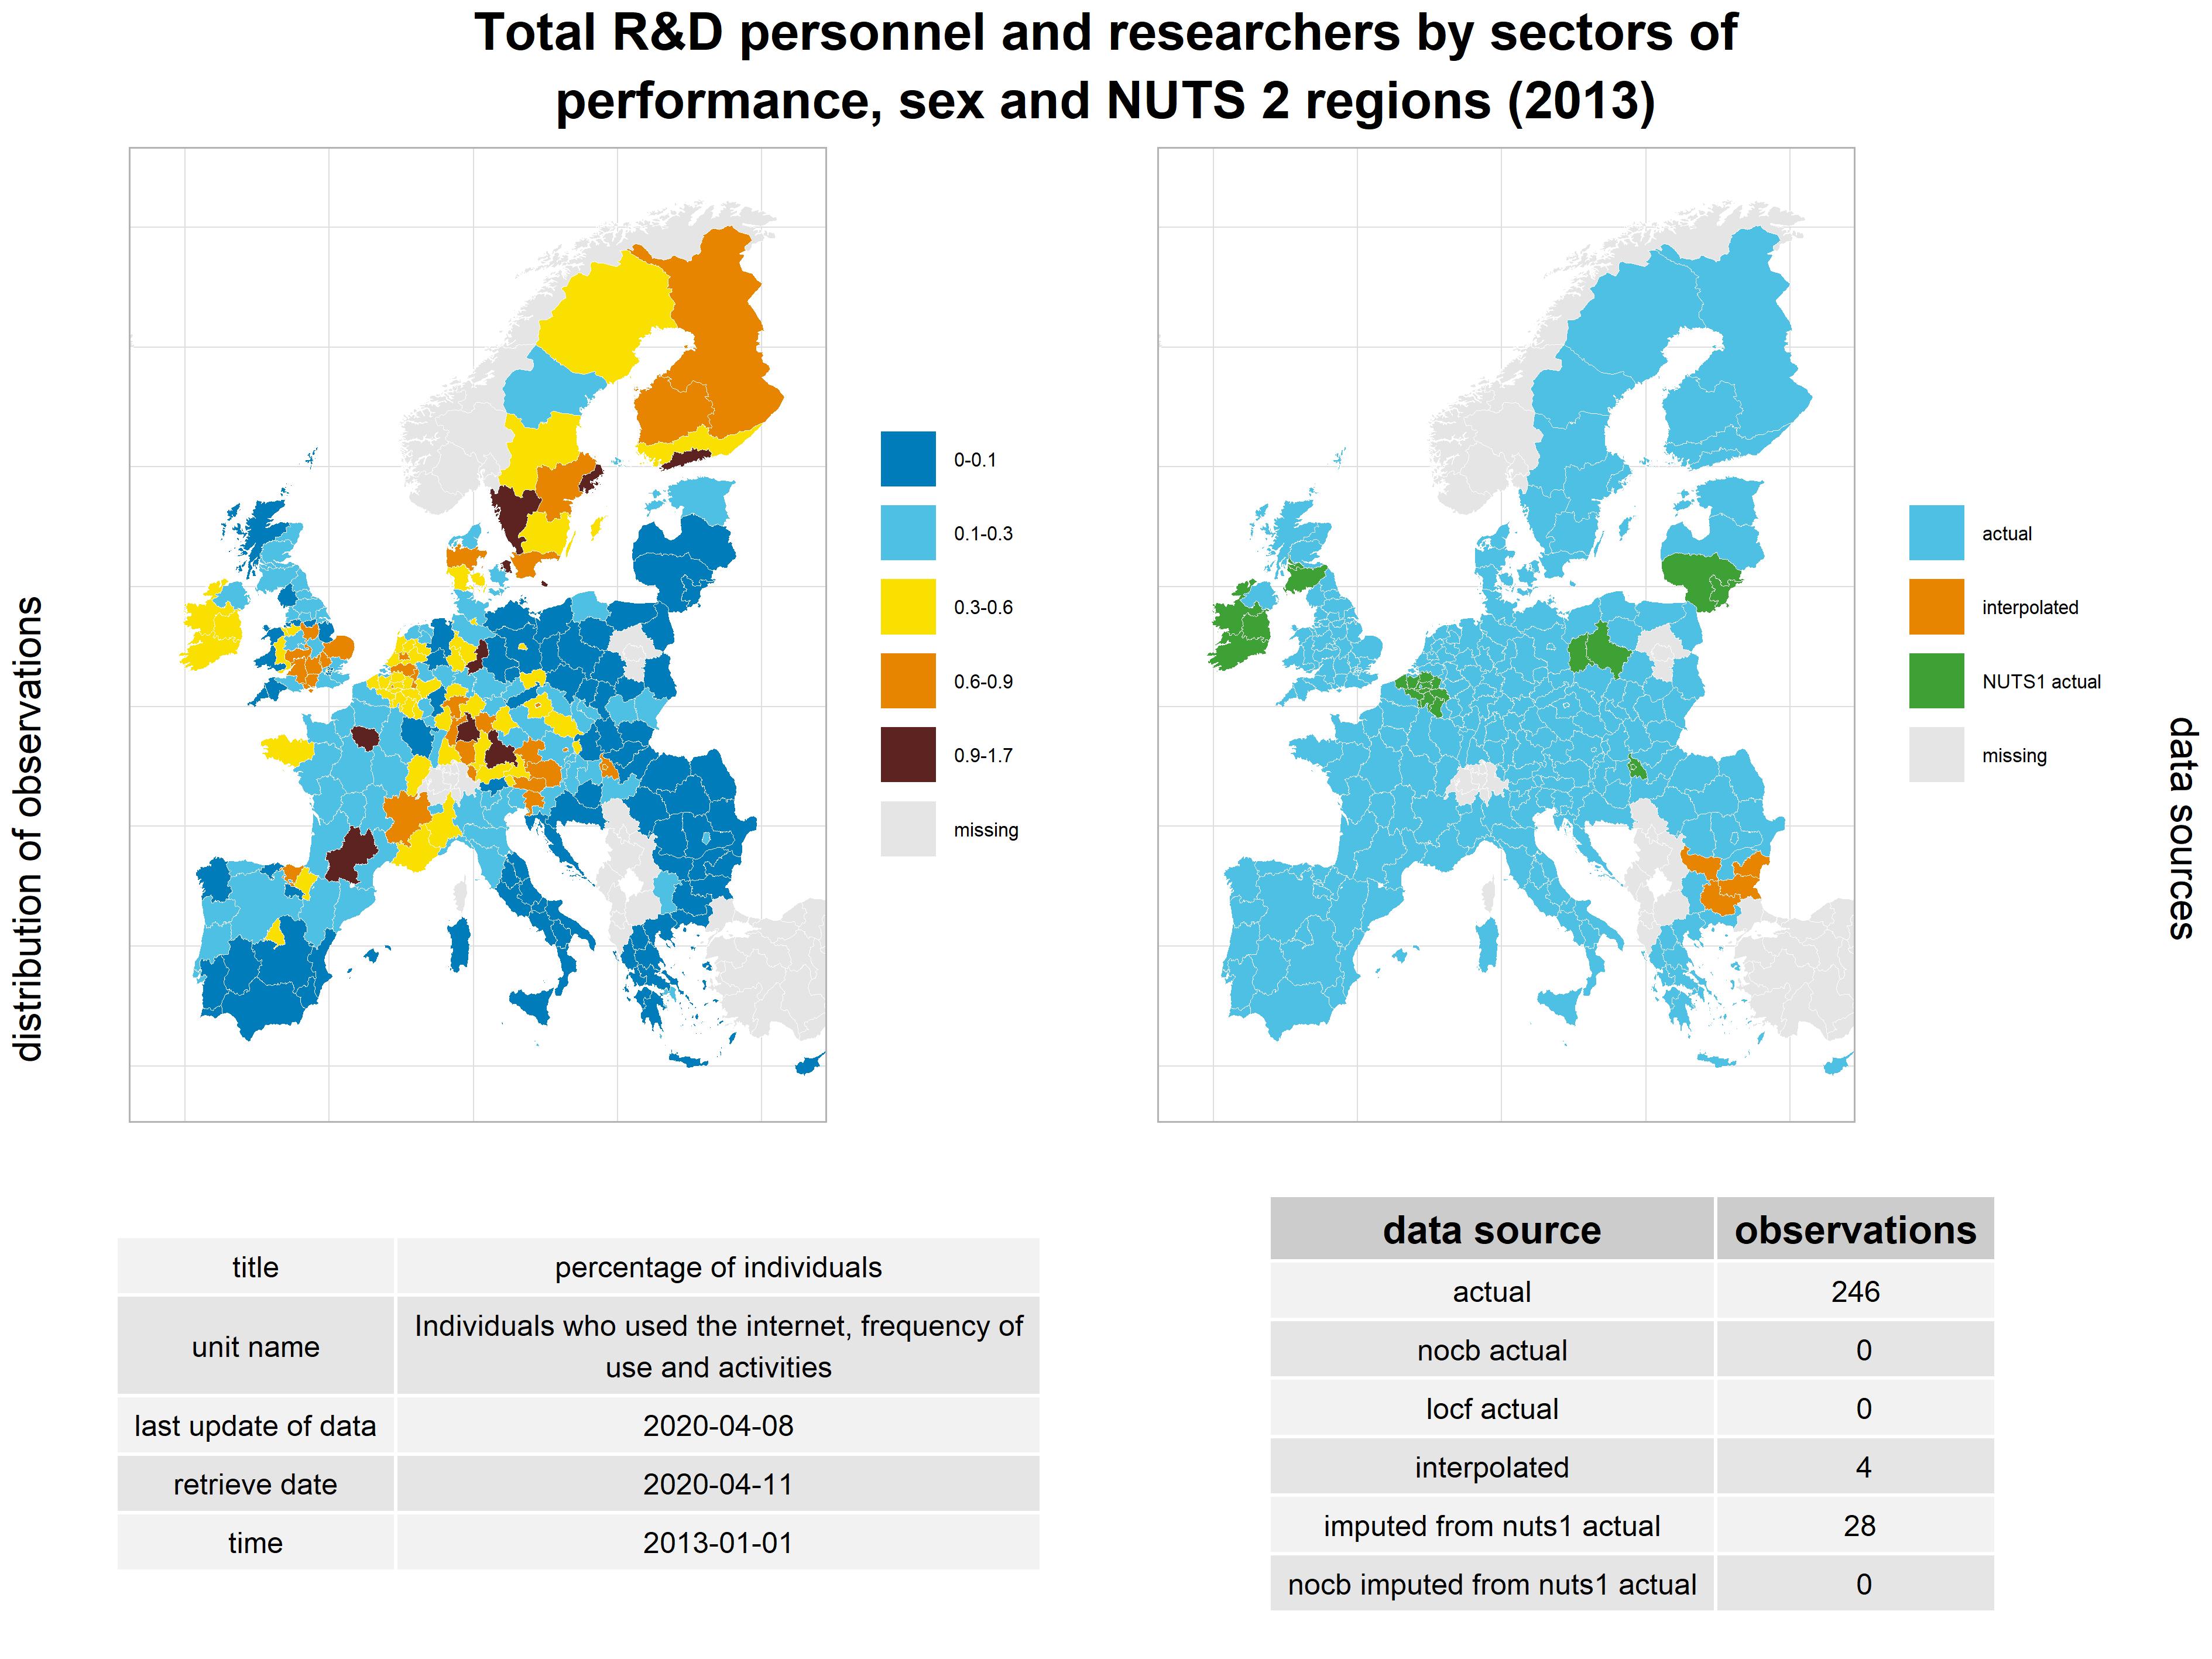 Total R&D personnel and researchers by sectors of
performance, sex and NUTS 2 regions (2013)
distribution of observations
0-0.1
0.1-0.3
0.3-0.6
0.6-0.9
0.9-1.7
missing
actual
interpolated
NUTS1 actual
missing
data sources
title percentage of individuals
unit name Individuals who used the internet, frequency of
use and activities
last update of data 2020-04-08
retrieve date 2020-04-11
time 2013-01-01
data source observations
actual 246
nocb actual 0
locf actual 0
interpolated 4
imputed from nuts1 actual 28
nocb imputed from nuts1 actual 0